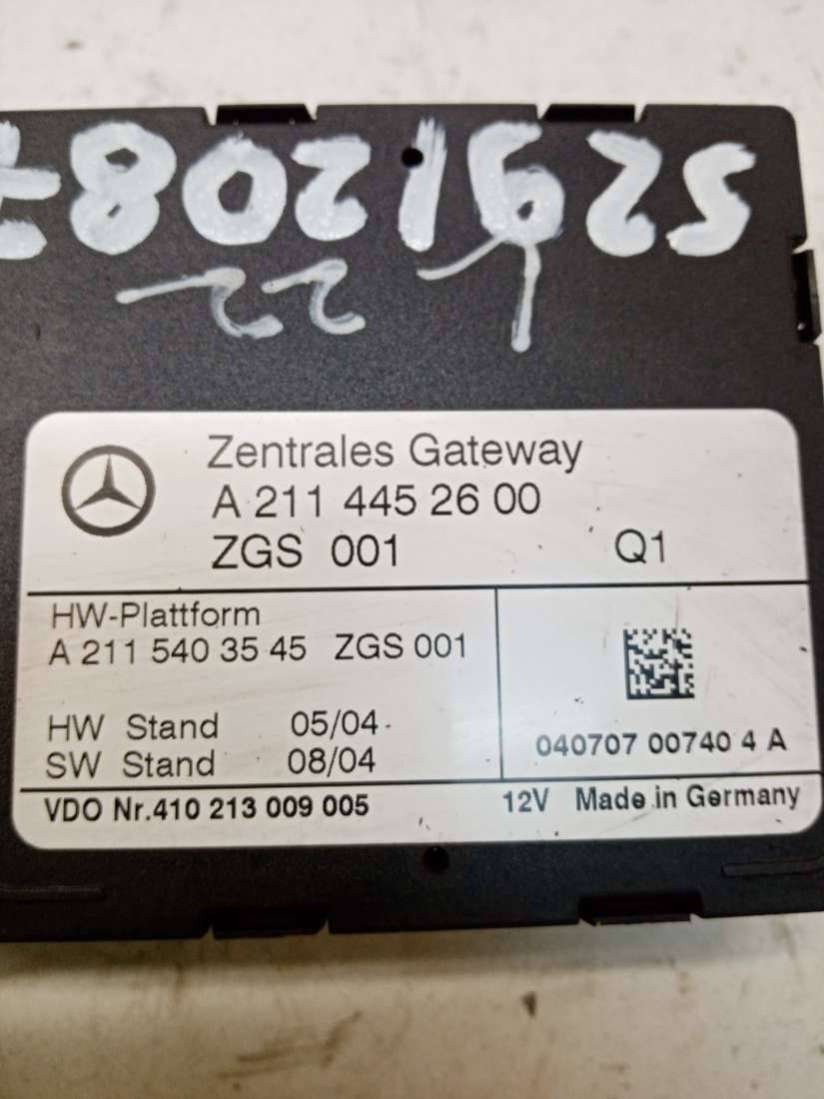 Zentrales Gateway
A 211 445 26 00
ZGS 001 Q1
HW-Plattform
A 211 540 35 45 ZGS 001
HW Stand 05/04
SW Stand 08/04
040707 00740 4 A
VDO Nr.410 213 009 005 12V Made in Germany